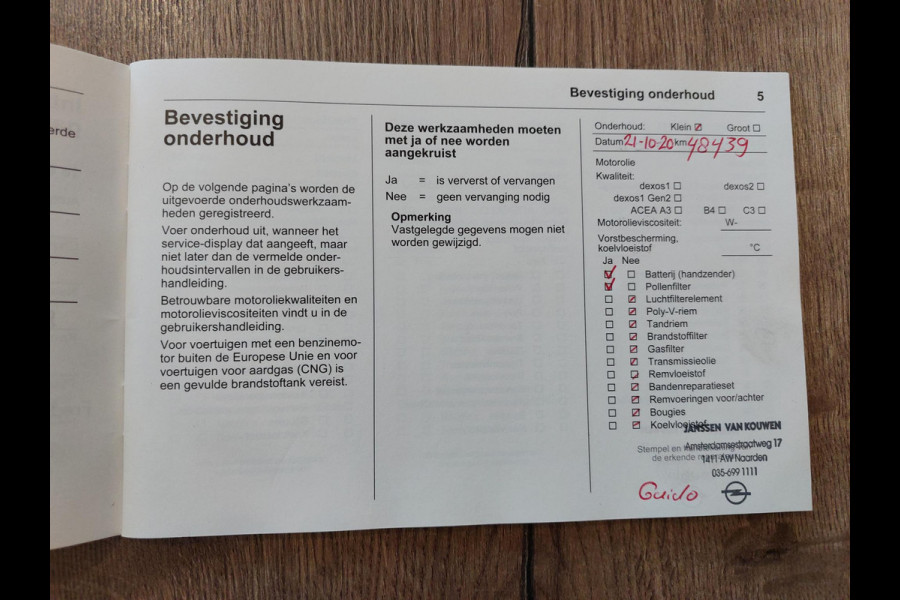 erde
Bevestiging onderhoud 5
Bevestiging
onderhoud
Op de volgende pagina's worden de
uitgevoerde onderhoudswerkzaam-
heden geregistreerd.
Voer onderhoud uit, wanneer het
service-display dat aangeeft, maar
niet later dan de vermelde onder-
houdsintervallen in de gebruikers-
handleiding.
Betrouwbare motoroliekwaliteiten en
motorolieviscositeiten vindt u in de
gebruikershandleiding.
Voor voertuigen met een benzinemo-
tor buiten de Europese Unie en voor
voertuigen voor aardgas (CNG) is
een gevulde brandstoftank vereist.
Deze werkzaamheden moeten
met ja of nee worden
aangekruist
Ja = is ververst of vervangen
Nee = geen vervanging nodig
Opmerking
Vastgelegde gegevens mogen niet
worden gewijzigd.
Onderhoud: Klein ☑ Groot ☐
Datum 21-10-20 km 48439
Motorolie
Kwaliteit:
dexos1 ☐ dexos2 ☐
dexos1 Gen2 ☐
ACEA A3 ☐ B4 ☐ C3 ☐
Motorolieviscositeit: W-
Vorstbescherming,
koelvloeistof °C
Ja Nee
☑ ☐ Batterij (handzender)
☑ ☐ Pollenfilter
☐ ☑ Luchtfilterelement
☐ ☑ Poly-V-riem
☐ ☑ Tandriem
☐ ☑ Brandstoffilter
☐ ☑ Gasfilter
☐ ☑ Transmissieolie
☐ ☑ Remvloeistof
☐ ☑ Bandenreparatieset
☐ ☑ Remvoeringen voor/achter
☐ ☑ Bougies
☐ ☑ Koelvloeistof
JANSSEN VAN KOUWEN
Stempel en
Amsterdamsestraatweg 17
de erkende
1411 AW Naarden
035-699 1111
Guido